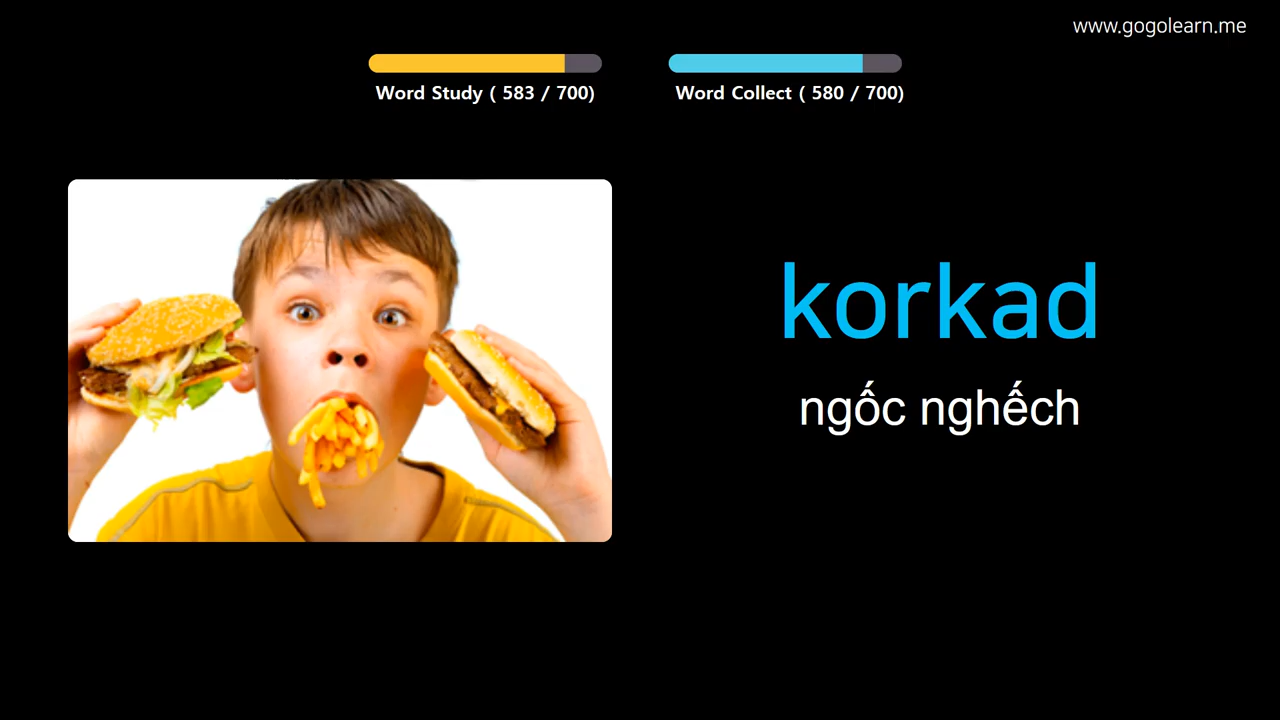 www.gogolearn.me
Word Study ( 583 / 700)
Word Collect ( 580 / 700)
korkad
ngốc nghếch